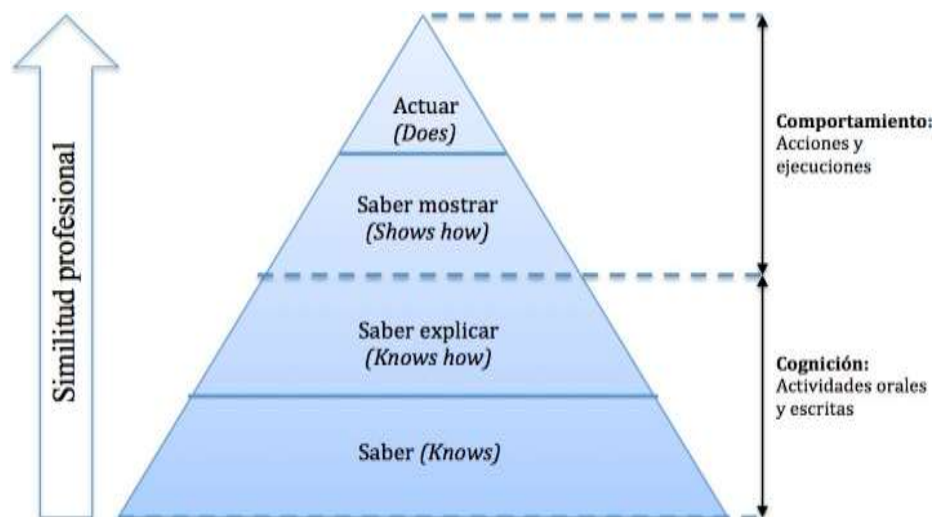 Similitud profesional
Actuar
(Does)
Saber mostrar
(Shows how)
Saber explicar
(Knows how)
Saber (Knows)
Comportamiento:
Acciones y
ejecuciones
Cognición:
Actividades orales
y escritas